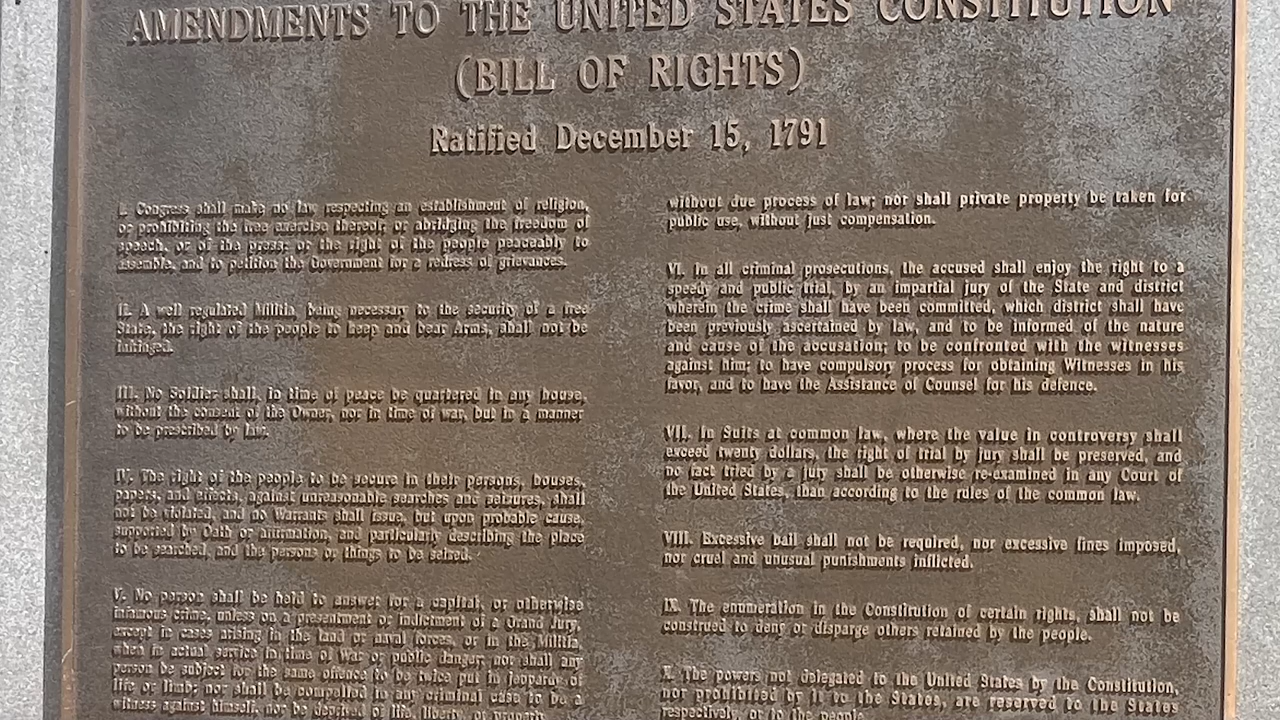 AMENDMENTS TO THE UNITED STATES CONSTITUTION
(BILL OF RIGHTS)
Ratified December 15, 1791
I. Congress shall make no law respecting an establishment of religion,
or prohibiting the free exercise thereof; or abridging the freedom of
speech, or of the press; or the right of the people peaceably to
assemble, and to petition the Government for a redress of grievances.
II. A well regulated Militia, being necessary to the security of a free
State, the right of the people to keep and bear Arms, shall not be
infringed.
III. No Soldier shall, in time of peace be quartered in any house,
without the consent of the Owner, nor in time of war, but in a manner
to be prescribed by law.
IV. The right of the people to be secure in their persons, houses,
papers, and effects, against unreasonable searches and seizures, shall
not be violated, and no Warrants shall issue, but upon probable cause,
supported by Oath or affirmation, and particularly describing the place
to be searched, and the persons or things to be seized.
V. No person shall be held to answer for a capital, or otherwise
infamous crime, unless on a presentment or indictment of a Grand Jury,
except in cases arising in the land or naval forces, or in the Militia,
when in actual service in time of War or public danger; nor shall any
person be subject for the same offence to be twice put in jeopardy of
life or limb; nor shall be compelled in any criminal case to be a
witness against himself, nor be deprived of life, liberty, or property,
without due process of law; nor shall private property be taken for
public use, without just compensation.
VI. In all criminal prosecutions, the accused shall enjoy the right to a
speedy and public trial, by an impartial jury of the State and district
wherein the crime shall have been committed, which district shall have
been previously ascertained by law, and to be informed of the nature
and cause of the accusation; to be confronted with the witnesses
against him; to have compulsory process for obtaining Witnesses in his
favor, and to have the Assistance of Counsel for his defence.
VII. In Suits at common law, where the value in controversy shall
exceed twenty dollars, the right of trial by jury shall be preserved, and
no fact tried by a jury shall be otherwise re-examined in any Court of
the United States, than according to the rules of the common law.
VIII. Excessive bail shall not be required, nor excessive fines imposed,
nor cruel and unusual punishments inflicted.
IX. The enumeration in the Constitution of certain rights, shall not be
construed to deny or disparge others retained by the people.
X. The powers not delegated to the United States by the Constitution,
nor prohibited by it to the States, are reserved to the States
respectively, or to the people.